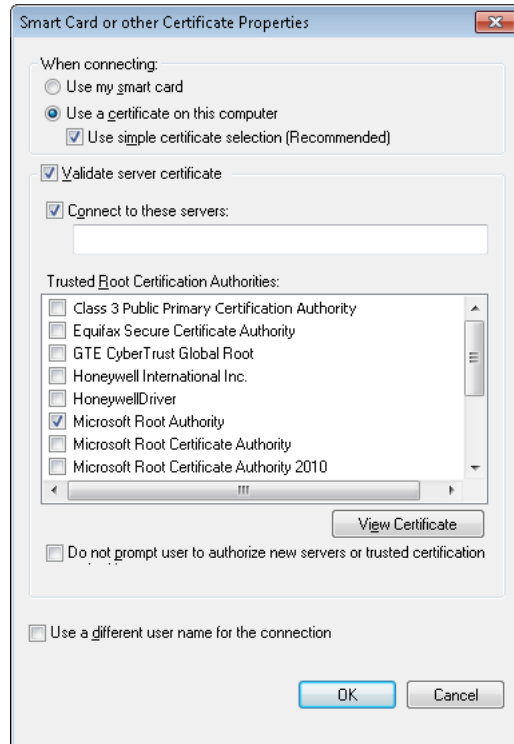 Smart Card or other Certificate Properties
When connecting:
Use my smart card
Use a certificate on this computer
Use simple certificate selection (Recommended)
Validate server certificate
Connect to these servers:
Trusted Root Certification Authorities:
Class 3 Public Primary Certification Authority
Equifax Secure Certificate Authority
GTE CyberTrust Global Root
Honeywell International Inc.
HoneywellDriver
Microsoft Root Authority
Microsoft Root Certificate Authority
Microsoft Root Certificate Authority 2010
View Certificate
Do not prompt user to authorize new servers or trusted certification
Use a different user name for the connection
OK Cancel